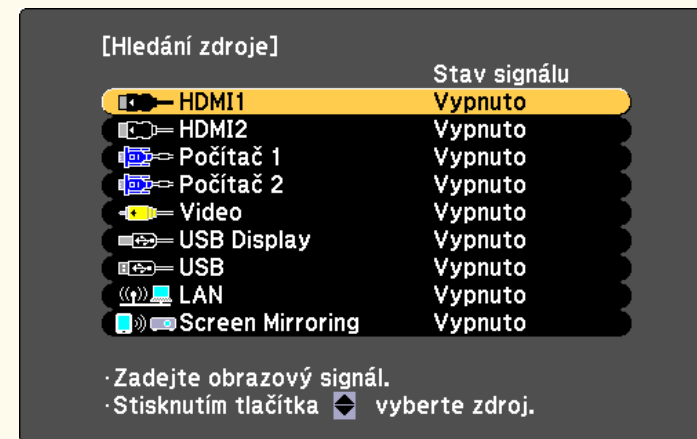 [Hledání zdroje]
Stav signálu
HDMI1 Vypnuto
HDMI2 Vypnuto
Počítač 1 Vypnuto
Počítač 2 Vypnuto
Video Vypnuto
USB Display Vypnuto
USB Vypnuto
LAN Vypnuto
Screen Mirroring Vypnuto
·Zadejte obrazový signál.
·Stisknutím tlačítka vyberte zdroj.